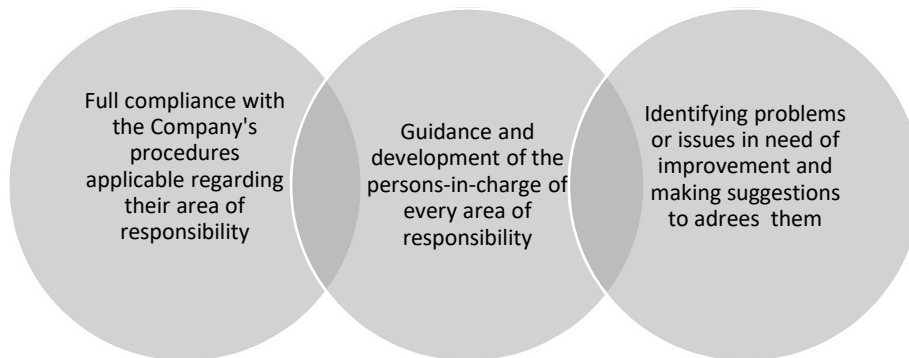 Full compliance with
the Company's
procedures
applicable regarding
their area of
responsibility
Guidance and
development of the
persons-in-charge of
every area of
responsibility
Identifying problems
or issues in need of
improvement and
making suggestions
to adrees  them